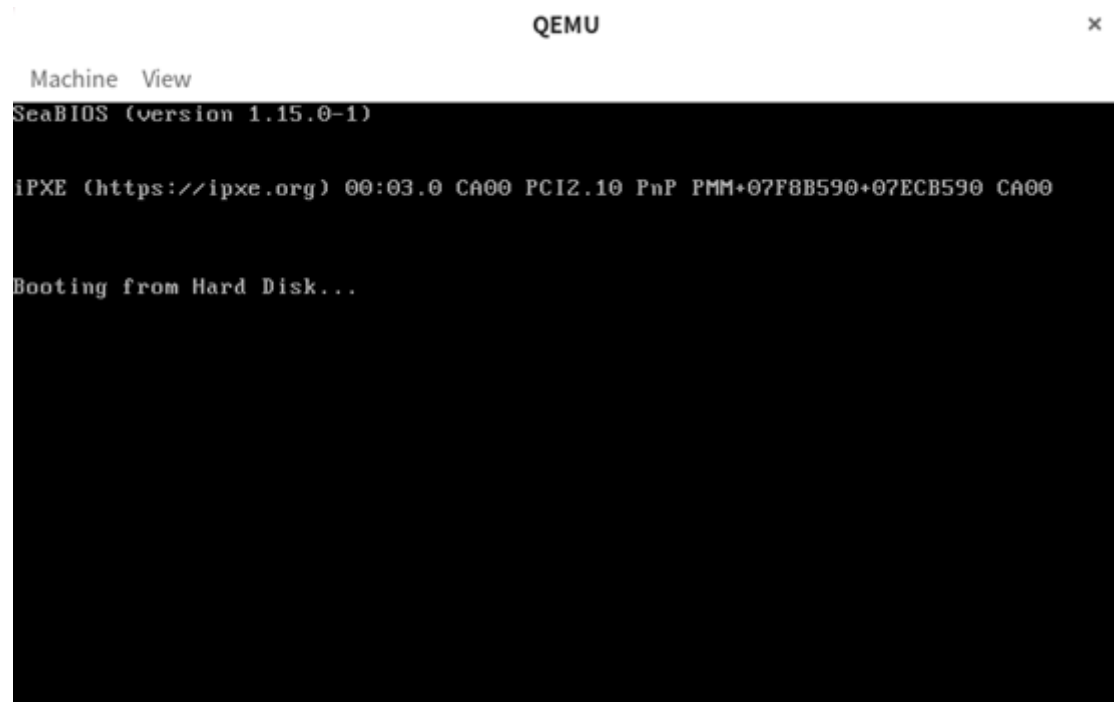 QEMU
×
Machine View
SeaBIOS (version 1.15.0-1)
iPXE (https://ipxe.org) 00:03.0 CA00 PCI2.10 PnP PMM+07F8B590+07ECB590 CA00
Booting from Hard Disk...